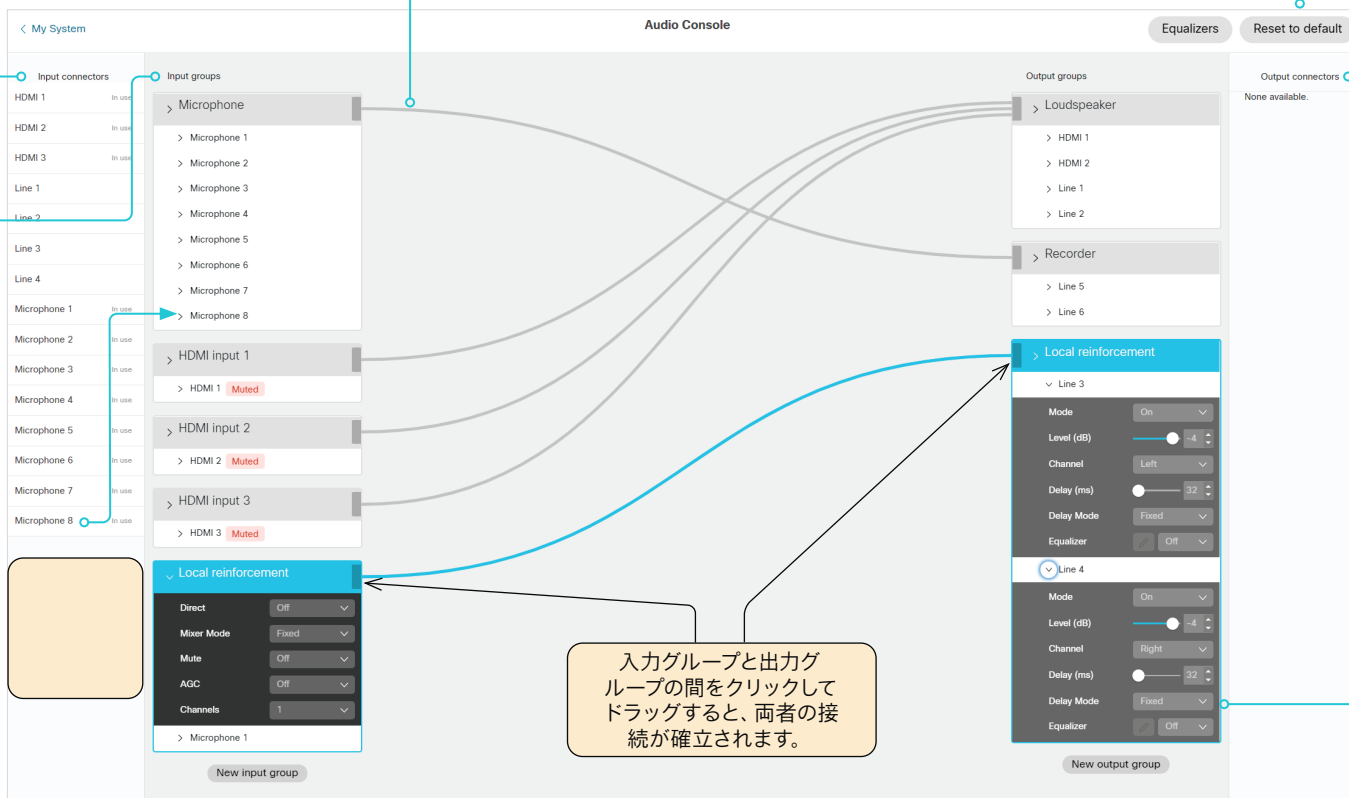 My System
Audio Console
Equalizers
Reset to default
Input connectors
HDMI 1 In use
HDMI 2 In use
HDMI 3 In use
Line 1
Line 2
Line 3
Line 4
Microphone 1 In use
Microphone 2 In use
Microphone 3 In use
Microphone 4 In use
Microphone 5 In use
Microphone 6 In use
Microphone 7 In use
Microphone 8 In use
Input groups
Microphone
Microphone 1
Microphone 2
Microphone 3
Microphone 4
Microphone 5
Microphone 6
Microphone 7
Microphone 8
HDMI input 1
HDMI 1 Muted
HDMI input 2
HDMI 2 Muted
HDMI input 3
HDMI 3 Muted
Local reinforcement
Direct Off
Mixer Mode Fixed
Mute Off
AGC Off
Channels 1
Microphone 1
New input group
入力グループと出力グ
ループの間をクリックして
ドラッグすると、両者の接
続が確立されます。
Output groups
Loudspeaker
HDMI 1
HDMI 2
Line 1
Line 2
Recorder
Line 5
Line 6
Local reinforcement
Line 3
Mode On
Level (dB) -4
Channel Left
Delay (ms) 32
Delay Mode Fixed
Equalizer Off
Line 4
Mode On
Level (dB) -4
Channel Right
Delay (ms) 32
Delay Mode Fixed
Equalizer Off
New output group
Output connectors
None available.